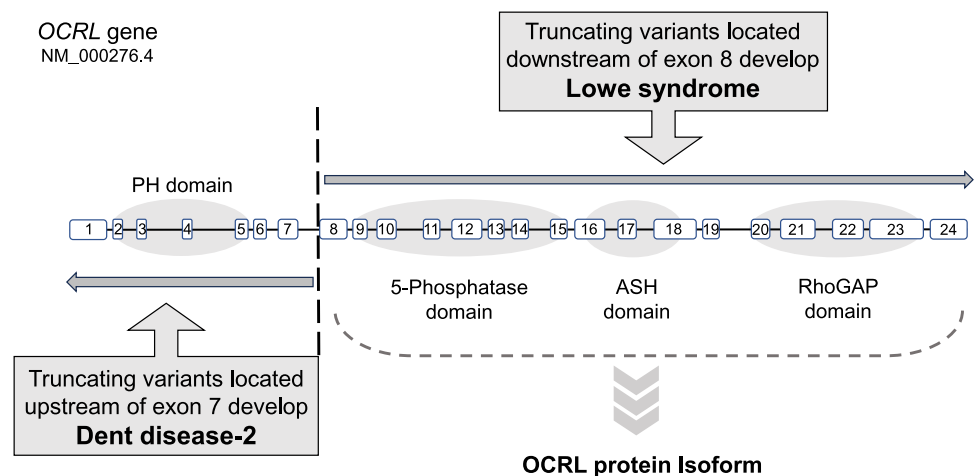 OCRL gene
NM_000276.4
Truncating variants located
downstream of exon 8 develop
Lowe syndrome
PH domain
1 2 3 4 5 6 7 8 9 10 11 12 13 14 15 16 17 18 19 20 21 22 23 24
5-Phosphatase
domain
ASH
domain
RhoGAP
domain
Truncating variants located
upstream of exon 7 develop
Dent disease-2
OCRL protein Isoform